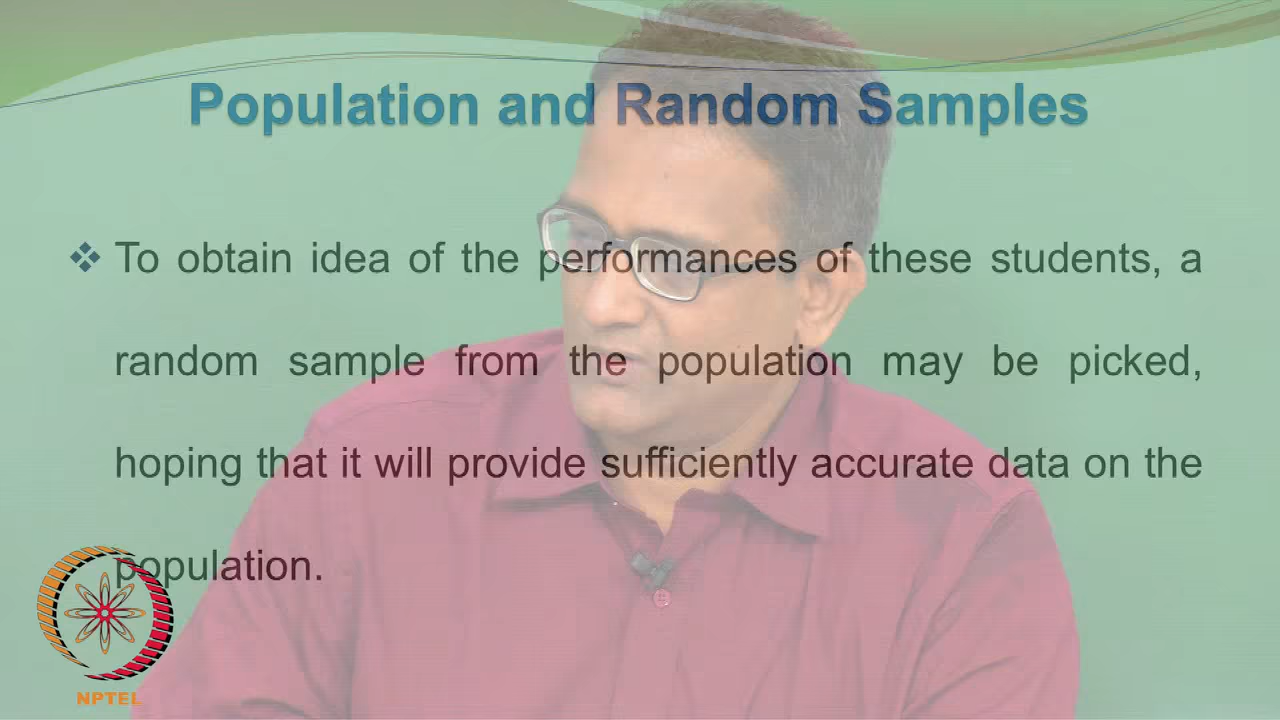 Population and Random Samples
❖ To obtain idea of the performances of these students, a
random sample from the population may be picked,
hoping that it will provide sufficiently accurate data on the
population.
NPTEL